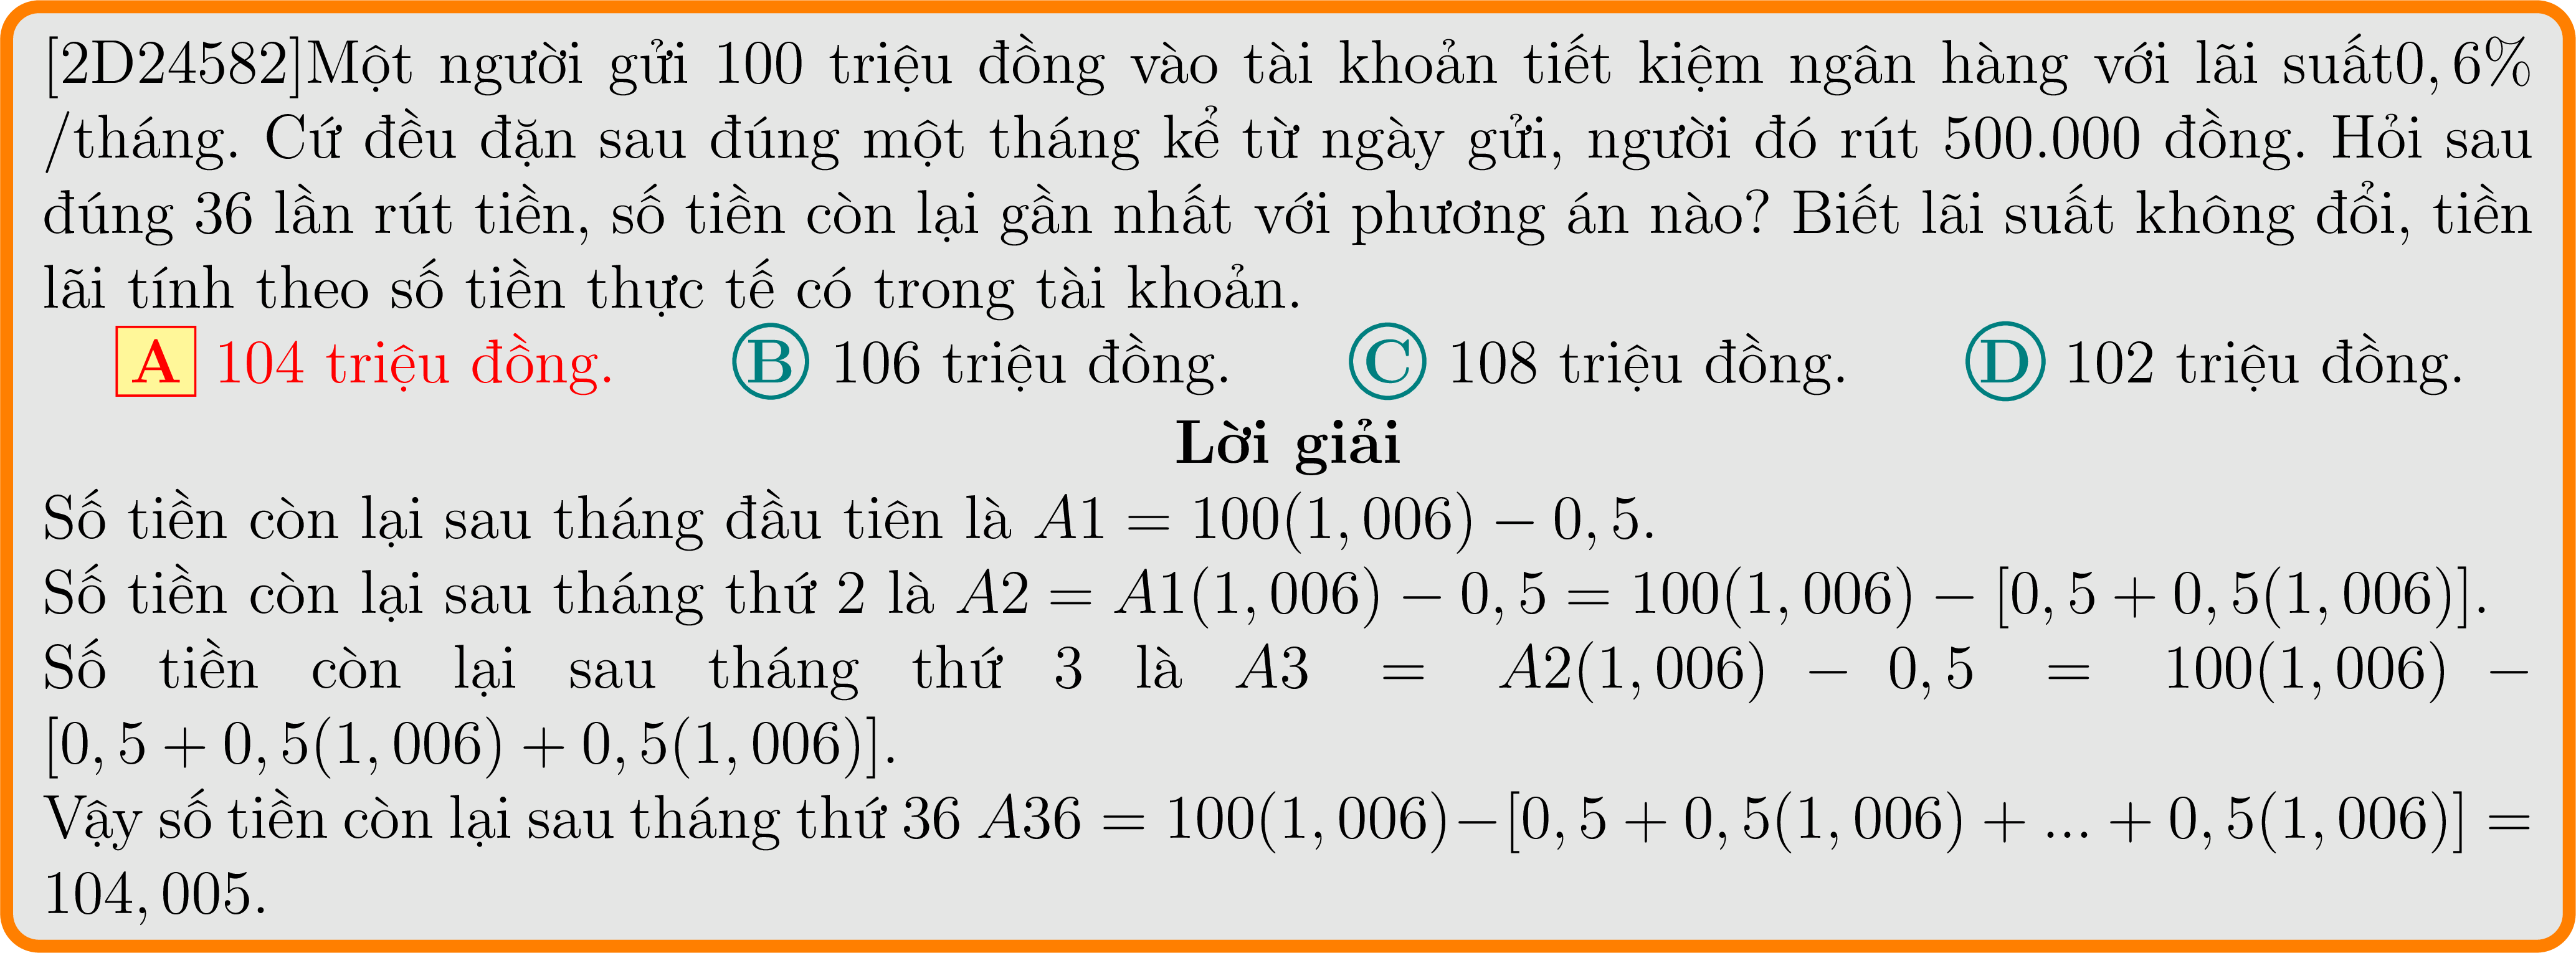 [2D24582]Một người gửi 100 triệu đồng vào tài khoản tiết kiệm ngân hàng với lãi suất0,6%
/tháng. Cứ đều đặn sau đúng một tháng kể từ ngày gửi, người đó rút 500.000 đồng. Hỏi sau
đúng 36 lần rút tiền, số tiền còn lại gần nhất với phương án nào? Biết lãi suất không đổi, tiền
lãi tính theo số tiền thực tế có trong tài khoản.
A 104 triệu đồng. B 106 triệu đồng. C 108 triệu đồng. D 102 triệu đồng.
Lời giải
Số tiền còn lại sau tháng đầu tiên là A1 = 100(1,006) − 0,5.
Số tiền còn lại sau tháng thứ 2 là A2 = A1(1,006) − 0,5 = 100(1,006) − [0,5 + 0,5(1,006)].
Số tiền còn lại sau tháng thứ 3 là A3 = A2(1,006) − 0,5 = 100(1,006) −
[0,5 + 0,5(1,006) + 0,5(1,006)].
Vậy số tiền còn lại sau tháng thứ 36 A36 = 100(1,006)−[0,5 + 0,5(1,006) + ... + 0,5(1,006)] =
104,005.